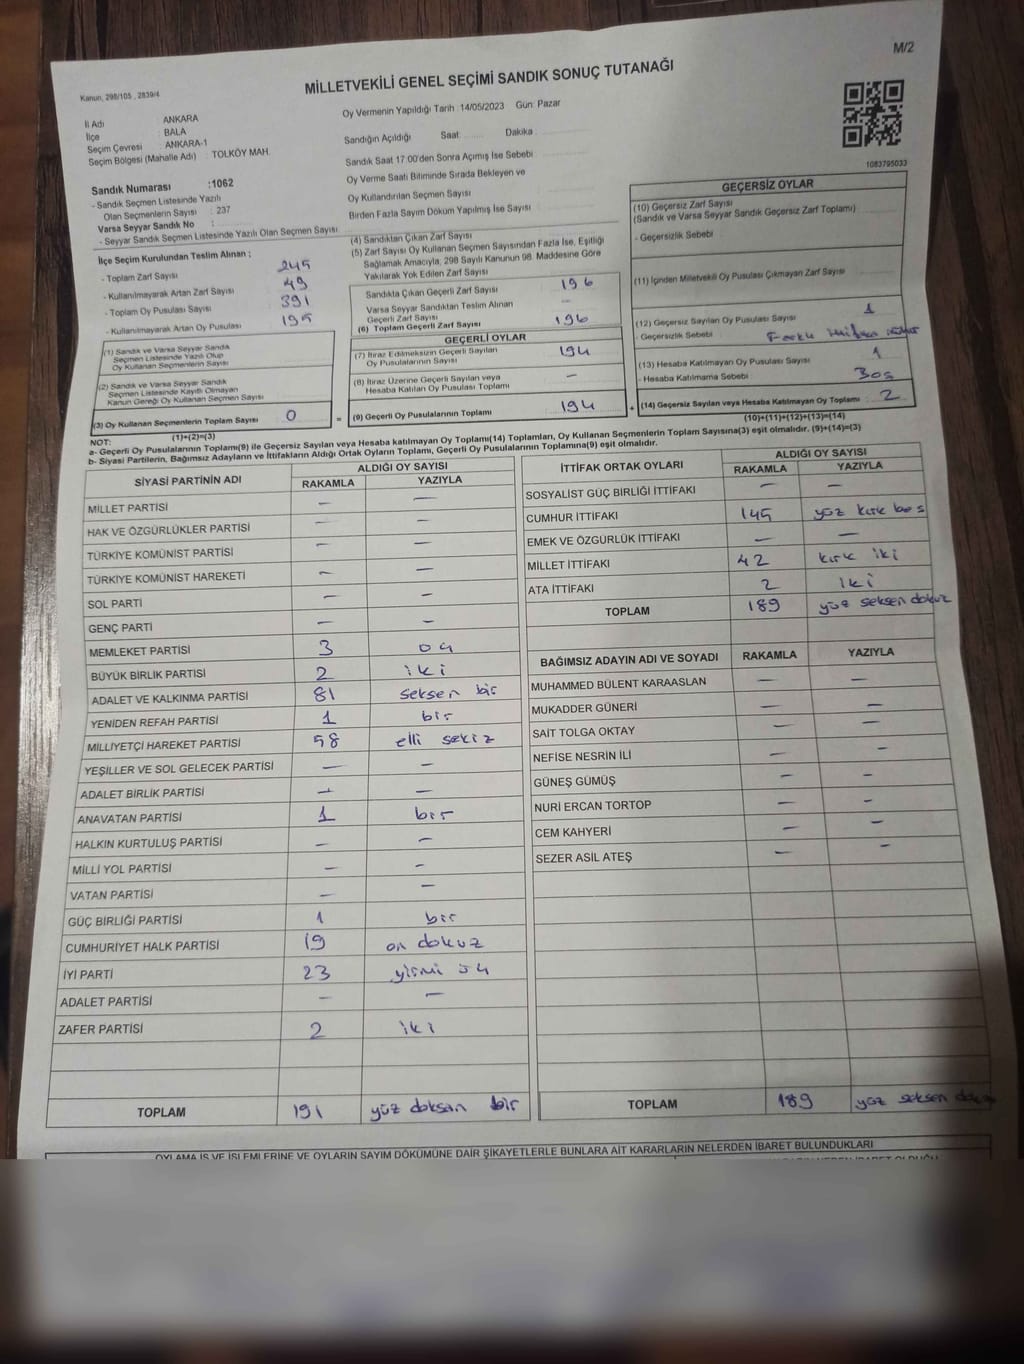 M/2
Kanun, 298/105 , 2839/4
MİLLETVEKİLİ GENEL SEÇİMİ SANDIK SONUÇ TUTANAĞI
İl Adı : ANKARA
İlçe : BALA
Seçim Çevresi : ANKARA-1
Seçim Bölgesi (Mahalle Adı) : TOLKÖY MAH.
Sandık Numarası :1062
- Sandık Seçmen Listesinde Yazılı
Olan Seçmenlerin Sayısı : 237
Varsa Seyyar Sandık No :
- Seyyar Sandık Seçmen Listesinde Yazılı Olan Seçmen Sayısı
Oy Vermenin Yapıldığı Tarih :14/05/2023 Gün: Pazar
Sandığın Açıldığı Saat Dakika
Sandık Saat 17:00'den Sonra Açılmış İse Sebebi
Oy Verme Saati Bitiminde Sırada Bekleyen ve
Oy Kullandırılan Seçmen Sayısı
Birden Fazla Sayım Döküm Yapılmış İse Sayısı
1083795033
İlçe Seçim Kurulundan Teslim Alınan ;
- Toplam Zarf Sayısı 245
- Kullanılmayarak Artan Zarf Sayısı 49
- Toplam Oy Pusulası Sayısı 391
- Kullanılmayarak Artan Oy Pusulası 195
(1) Sandık ve Varsa Seyyar Sandık
Seçmen Listesinde Yazılı Olup
Oy Kullanan Seçmenlerin Sayısı
(2) Sandık ve Varsa Seyyar Sandık
Seçmen Listesinde Kayıtlı Olmayan
Kanun Gereği Oy Kullanan Seçmen Sayısı
(3) Oy Kullanan Seçmenlerin Toplam Sayısı 0
(1)+(2)=(3)
(4) Sandıktan Çıkan Zarf Sayısı
(5) Zarf Sayısı Oy Kullanan Seçmen Sayısından Fazla İse, Eşitliği
Sağlamak Amacıyla, 298 Sayılı Kanunun 98. Maddesine Göre
Yakılarak Yok Edilen Zarf Sayısı
Sandıkta Çıkan Geçerli Zarf Sayısı 196
Varsa Seyyar Sandıktan Teslim Alınan
Geçerli Zarf Sayısı —
(6) Toplam Geçerli Zarf Sayısı 196
GEÇERLİ OYLAR
(7) İtiraz Edilmeksizin Geçerli Sayılan
Oy Pusulalarının Sayısı 194
(8) İtiraz Üzerine Geçerli Sayılan veya
Hesaba Katılan Oy Pusulası Toplamı —
= (9) Geçerli Oy Pusulalarının Toplamı 194
GEÇERSİZ OYLAR
(10) Geçersiz Zarf Sayısı
(Sandık ve Varsa Seyyar Sandık Geçersiz Zarf Toplamı)
- Geçersizlik Sebebi
(11) İçinden Milletvekili Oy Pusulası Çıkmayan Zarf Sayısı
(12) Geçersiz Sayılan Oy Pusulası Sayısı 1
- Geçersizlik Sebebi
(13) Hesaba Katılmayan Oy Pusulası Sayısı 1
- Hesaba Katılmama Sebebi Boş
+ (14) Geçersiz Sayılan veya Hesaba Katılmayan Oy Toplamı 2
(10)+(11)+(12)+(13)=(14)
NOT:
a- Geçerli Oy Pusulalarının Toplamı(9) ile Geçersiz Sayılan veya Hesaba katılmayan Oy Toplamı(14) Toplamları, Oy Kullanan Seçmenlerin Toplam Sayısına(3) eşit olmalıdır. (9)+(14)=(3)
b- Siyasi Partilerin, Bağımsız Adayların ve İttifakların Aldığı Ortak Oyların Toplamı, Geçerli Oy Pusulalarının Toplamına(9) eşit olmalıdır.
SİYASİ PARTİNİN ADI ALDIĞI OY SAYISI
RAKAMLA YAZIYLA
MİLLET PARTİSİ — —
HAK VE ÖZGÜRLÜKLER PARTİSİ — —
TÜRKİYE KOMÜNİST PARTİSİ — —
TÜRKİYE KOMÜNİST HAREKETİ — —
SOL PARTİ — —
GENÇ PARTİ — —
MEMLEKET PARTİSİ 3
BÜYÜK BİRLİK PARTİSİ 2 iki
ADALET VE KALKINMA PARTİSİ 81 seksen bir
YENİDEN REFAH PARTİSİ 1 bir
MİLLİYETÇİ HAREKET PARTİSİ 58 elli sekiz
YEŞİLLER VE SOL GELECEK PARTİSİ — —
ADALET BİRLİK PARTİSİ — —
ANAVATAN PARTİSİ 1 bir
HALKIN KURTULUŞ PARTİSİ — —
MİLLİ YOL PARTİSİ — —
VATAN PARTİSİ — —
GÜÇ BİRLİĞİ PARTİSİ 1 bir
CUMHURİYET HALK PARTİSİ 19 on dokuz
İYİ PARTİ 23 yirmi üç
ADALET PARTİSİ — —
ZAFER PARTİSİ 2 iki
TOPLAM 191 yüz doksan bir
İTTİFAK ORTAK OYLARI ALDIĞI OY SAYISI
RAKAMLA YAZIYLA
SOSYALİST GÜÇ BİRLİĞİ İTTİFAKI — —
CUMHUR İTTİFAKI 145 yüz kırk beş
EMEK VE ÖZGÜRLÜK İTTİFAKI — —
MİLLET İTTİFAKI 42 kırk iki
ATA İTTİFAKI 2 iki
TOPLAM 189 yüz seksen dokuz
BAĞIMSIZ ADAYIN ADI VE SOYADI RAKAMLA YAZIYLA
MUHAMMED BÜLENT KARAASLAN — —
MUKADDER GÜNERİ — —
SAİT TOLGA OKTAY — —
NEFİSE NESRİN İLİ — —
GÜNEŞ GÜMÜŞ — —
NURİ ERCAN TORTOP — —
CEM KAHYERİ — —
SEZER ASİL ATEŞ — —
TOPLAM 189 yüz seksen dokuz
OYLAMA İŞ VE İŞLEMLERİNE VE OYLARIN SAYIM DÖKÜMÜNE DAİR ŞİKAYETLERLE BUNLARA AİT KARARLARIN NELERDEN İBARET BULUNDUKLARI